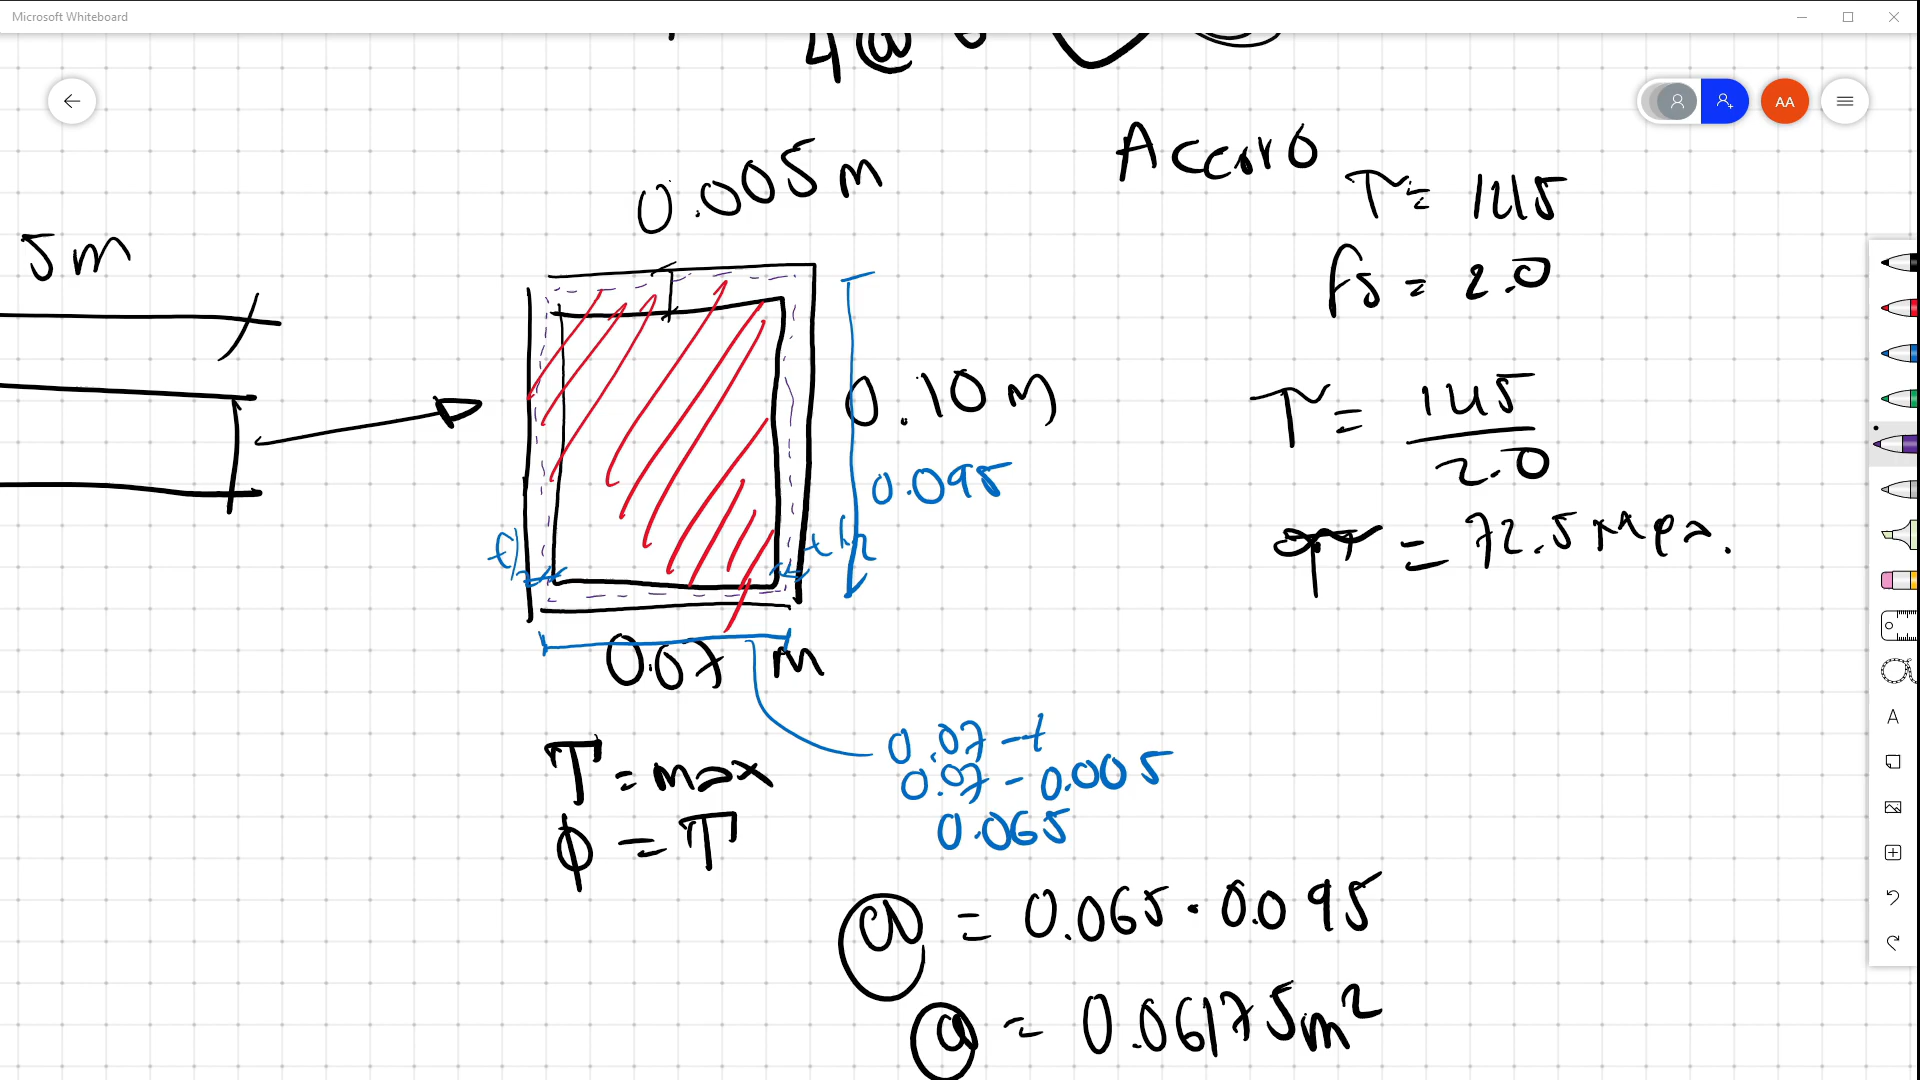 Microsoft Whiteboard
4@
AA
0.005 m
Accoro
T = 145
fs = 2.0
5m
0.10 m
0.095
T = 145
2.0
t/2
t/2
= 72.5 Mpa.
0.07 m
0.07 - t
0.07 - 0.005
0.065
T = max
ϕ = T
a = 0.065 . 0.095
a = 0.06175 m²
A